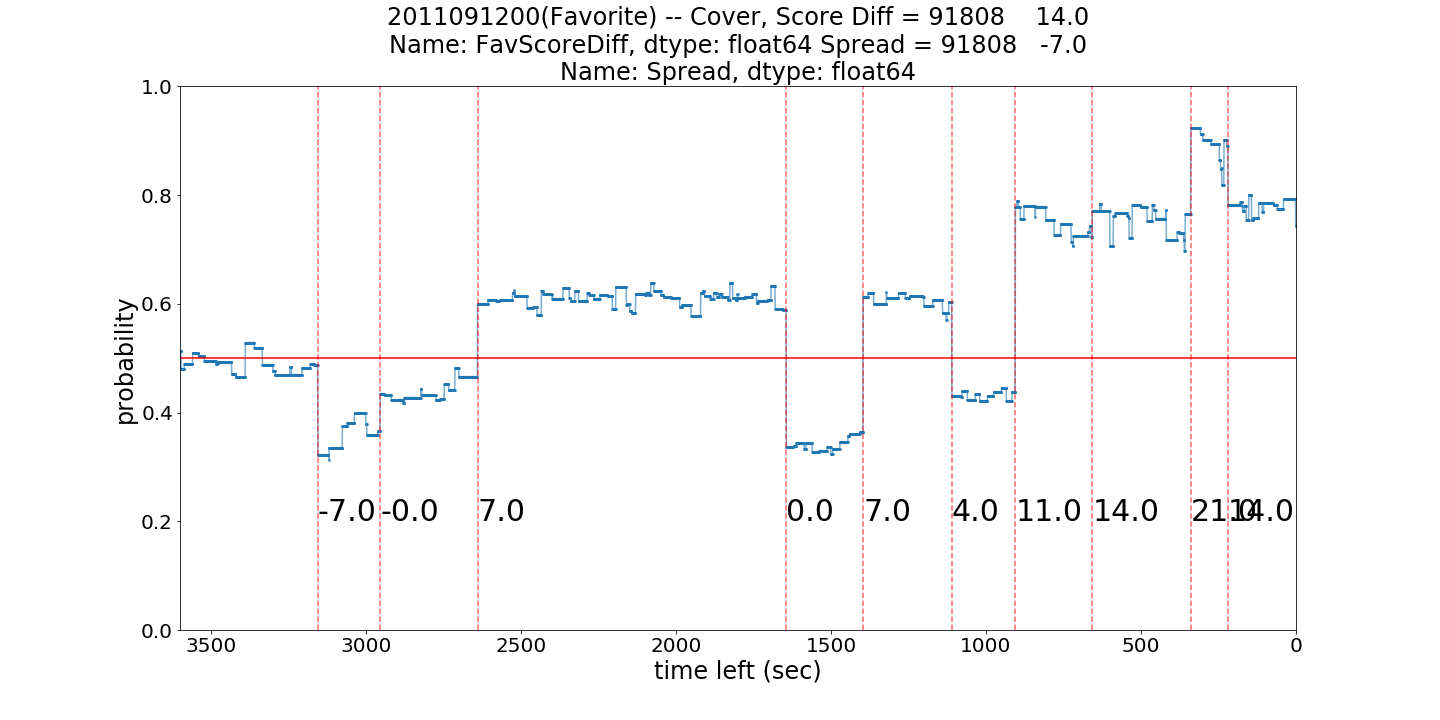 2011091200(Favorite) -- Cover, Score Diff = 91808    14.0
Name: FavScoreDiff, dtype: float64 Spread = 91808   -7.0
Name: Spread, dtype: float64
1.0
0.8
0.6
0.4
0.2
0.0
probability
-7.0 -0.0 7.0 0.0 7.0 4.0 11.0 14.0 21.0 14.0
3500 3000 2500 2000 1500 1000 500 0
time left (sec)